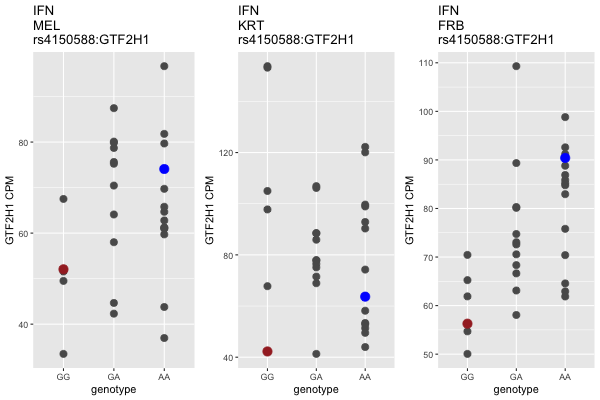 IFN
MEL
rs4150588:GTF2H1
GTF2H1 CPM
80
60
40
GG
GA
AA
genotype
IFN
KRT
rs4150588:GTF2H1
GTF2H1 CPM
120
80
40
GG
GA
AA
genotype
IFN
FRB
rs4150588:GTF2H1
GTF2H1 CPM
110
100
90
80
70
60
50
GG
GA
AA
genotype